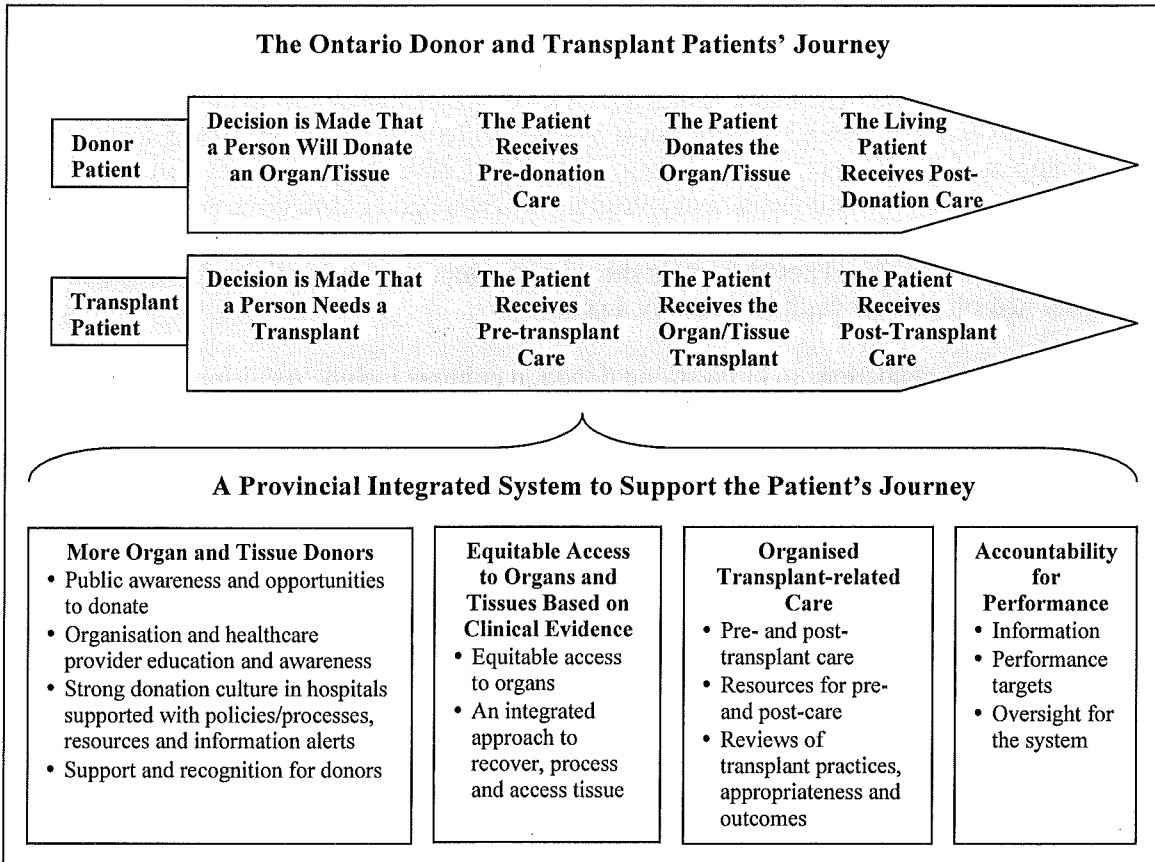 The Ontario Donor and Transplant Patients' Journey
Donor
Patient
Decision is Made That
a Person Will Donate
an Organ/Tissue
The Patient
Receives
Pre-donation
Care
The Patient
Donates the
Organ/Tissue
The Living
Patient
Receives Post-
Donation Care
Transplant
Patient
Decision is Made That
a Person Needs a
Transplant
The Patient
Receives
Pre-transplant
Care
The Patient
Receives the
Organ/Tissue
Transplant
The Patient
Receives
Post-Transplant
Care
A Provincial Integrated System to Support the Patient's Journey
More Organ and Tissue Donors
• Public awareness and opportunities
to donate
• Organisation and healthcare
provider education and awareness
• Strong donation culture in hospitals
supported with policies/processes,
resources and information alerts
• Support and recognition for donors
Equitable Access
to Organs and
Tissues Based on
Clinical Evidence
• Equitable access
to organs
• An integrated
approach to
recover, process
and access tissue
Organised
Transplant-related
Care
• Pre- and post-
transplant care
• Resources for pre-
and post-care
• Reviews of
transplant practices,
appropriateness and
outcomes
Accountability
for
Performance
• Information
• Performance
targets
• Oversight for
the system